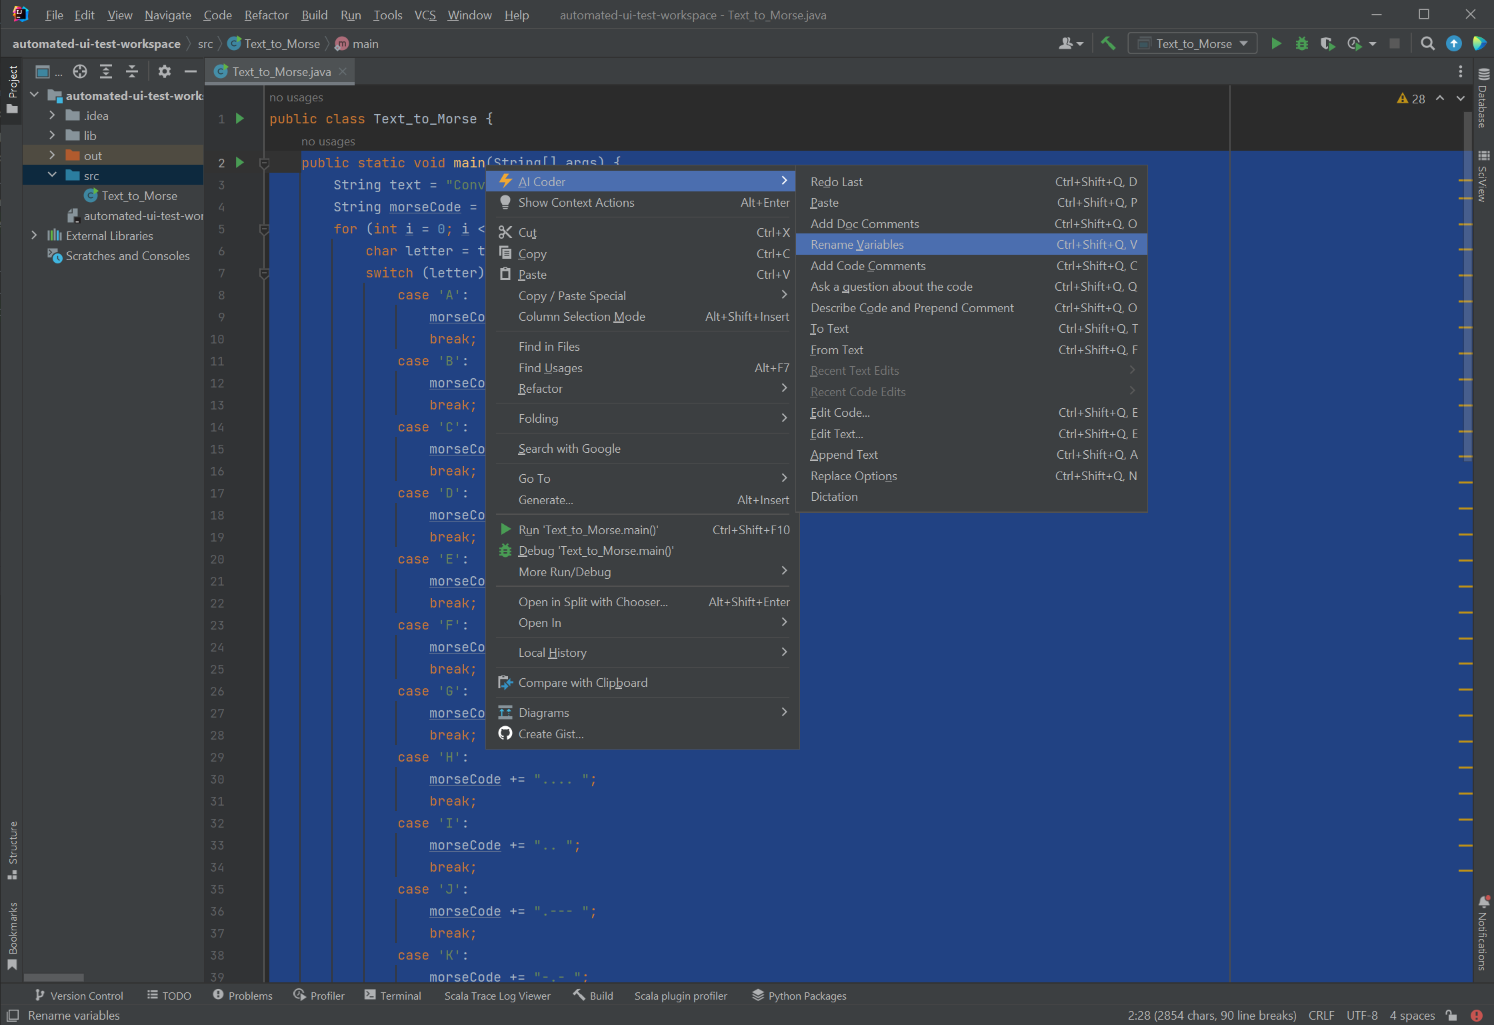 File Edit View Navigate Code Refactor Build Run Tools VCS Window Help automated-ui-test-workspace - Text_to_Morse.java
automated-ui-test-workspace src Text_to_Morse main Text_to_Morse
Project
... Text_to_Morse.java
automated-ui-test-work
.idea
lib
out
src
Text_to_Morse
automated-ui-test-wor
External Libraries
Scratches and Consoles
Structure
Bookmarks
no usages
28
1 public class Text_to_Morse {
no usages
2 public static void main(String[] args) {
3 String text = "Conv
4 String morseCode =
5 for (int i = 0; i <
6 char letter = t
7 switch (letter)
8 case 'A':
9 morseCo
10 break;
11 case 'B':
12 morseCo
13 break;
14 case 'C':
15 morseCo
16 break;
17 case 'D':
18 morseCo
19 break;
20 case 'E':
21 morseCo
22 break;
23 case 'F':
24 morseCo
25 break;
26 case 'G':
27 morseCo
28 break;
29 case 'H':
30 morseCode += ".... ";
31 break;
32 case 'I':
33 morseCode += ".. ";
34 break;
35 case 'J':
36 morseCode += ".--- ";
37 break;
38 case 'K':
39 morseCode += "-.- ";
AI Coder
Show Context Actions Alt+Enter
Cut Ctrl+X
Copy Ctrl+C
Paste Ctrl+V
Copy / Paste Special
Column Selection Mode Alt+Shift+Insert
Find in Files
Find Usages Alt+F7
Refactor
Folding
Search with Google
Go To
Generate... Alt+Insert
Run 'Text_to_Morse.main()' Ctrl+Shift+F10
Debug 'Text_to_Morse.main()'
More Run/Debug
Open in Split with Chooser... Alt+Shift+Enter
Open In
Local History
Compare with Clipboard
Diagrams
Create Gist...
Redo Last Ctrl+Shift+Q, D
Paste Ctrl+Shift+Q, P
Add Doc Comments Ctrl+Shift+Q, O
Rename Variables Ctrl+Shift+Q, V
Add Code Comments Ctrl+Shift+Q, C
Ask a question about the code Ctrl+Shift+Q, Q
Describe Code and Prepend Comment Ctrl+Shift+Q, O
To Text Ctrl+Shift+Q, T
From Text Ctrl+Shift+Q, F
Recent Text Edits
Recent Code Edits
Edit Code... Ctrl+Shift+Q, E
Edit Text... Ctrl+Shift+Q, E
Append Text Ctrl+Shift+Q, A
Replace Options Ctrl+Shift+Q, N
Dictation
Database
SciView
Notifications
Version Control TODO Problems Profiler Terminal Scala Trace Log Viewer Build Scala plugin profiler Python Packages
Rename variables 2:28 (2854 chars, 90 line breaks) CRLF UTF-8 4 spaces